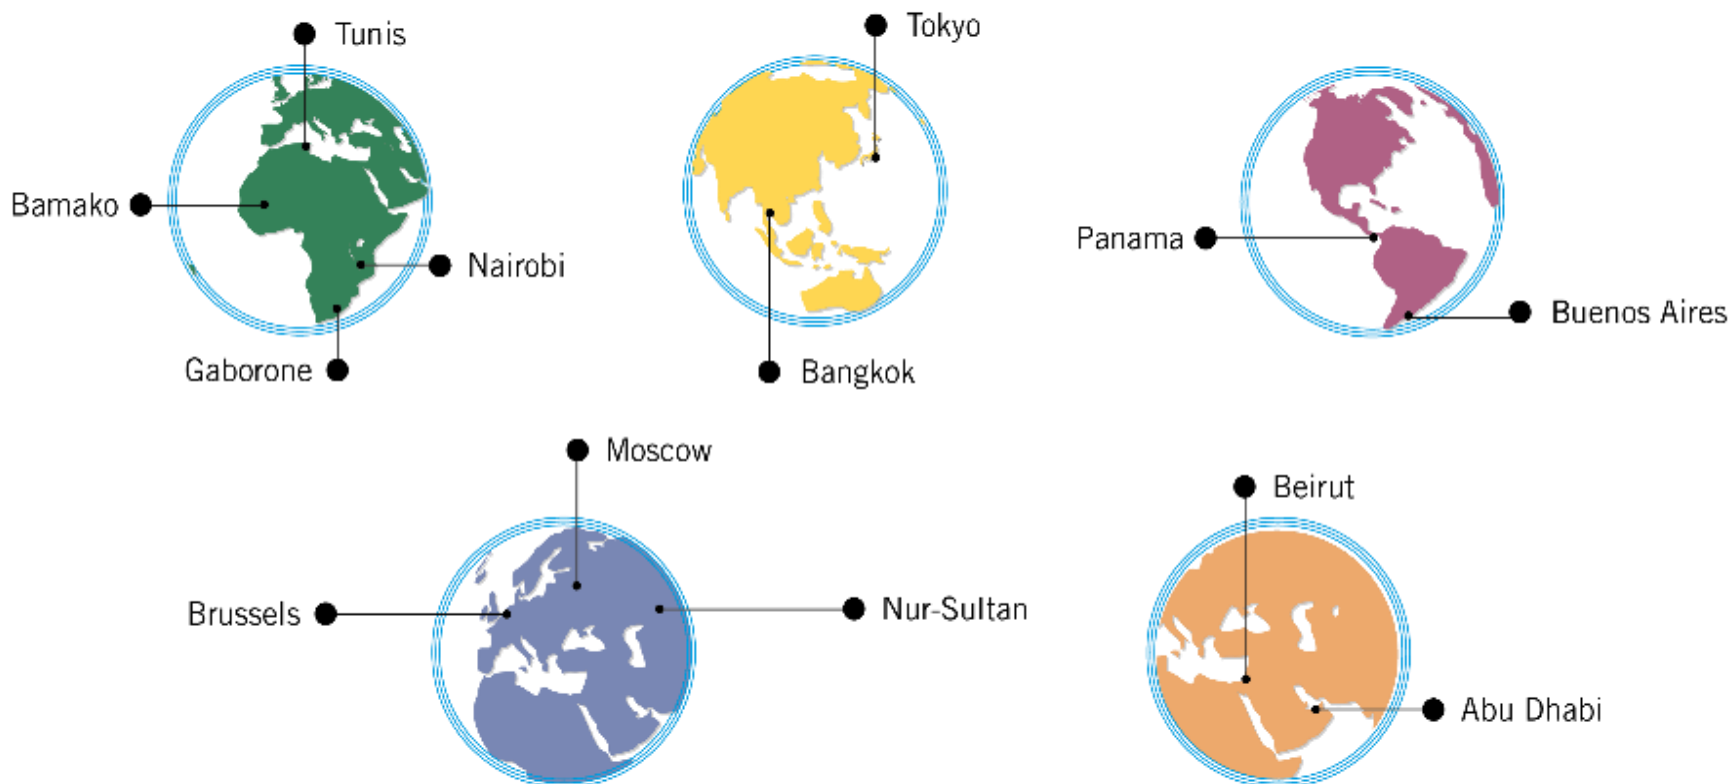 Tunis
Tokyo
Bamako
Panama
Nairobi
Buenos Aires
Gaborone
Bangkok
Moscow
Beirut
Brussels
Nur-Sultan
Abu Dhabi